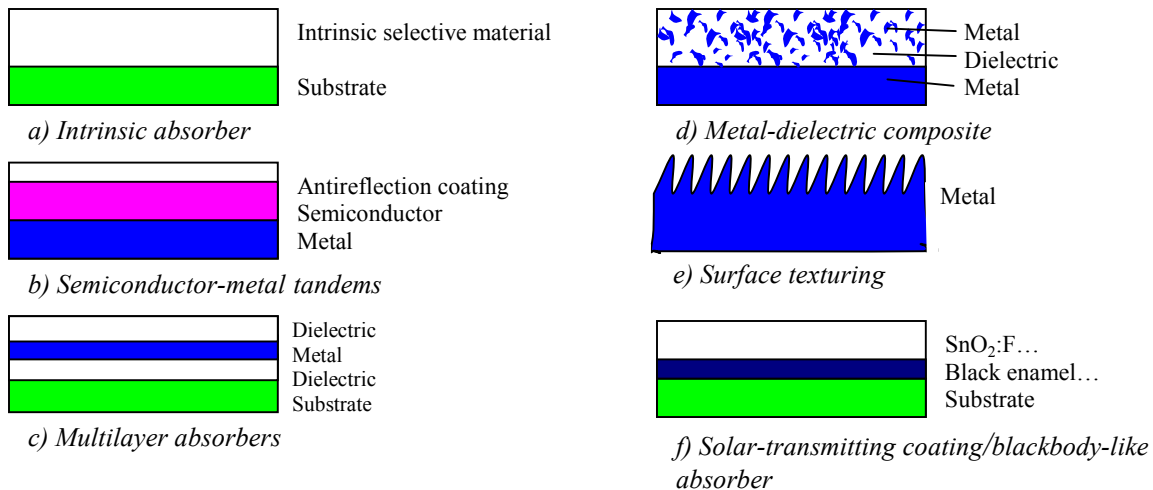 Intrinsic selective material
Substrate
a) Intrinsic absorber
Antireflection coating
Semiconductor
Metal
b) Semiconductor-metal tandems
Dielectric
Metal
Dielectric
Substrate
c) Multilayer absorbers
Metal
Dielectric
Metal
d) Metal-dielectric composite
Metal
e) Surface texturing
SnO₂:F…
Black enamel…
Substrate
f) Solar-transmitting coating/blackbody-like
absorber